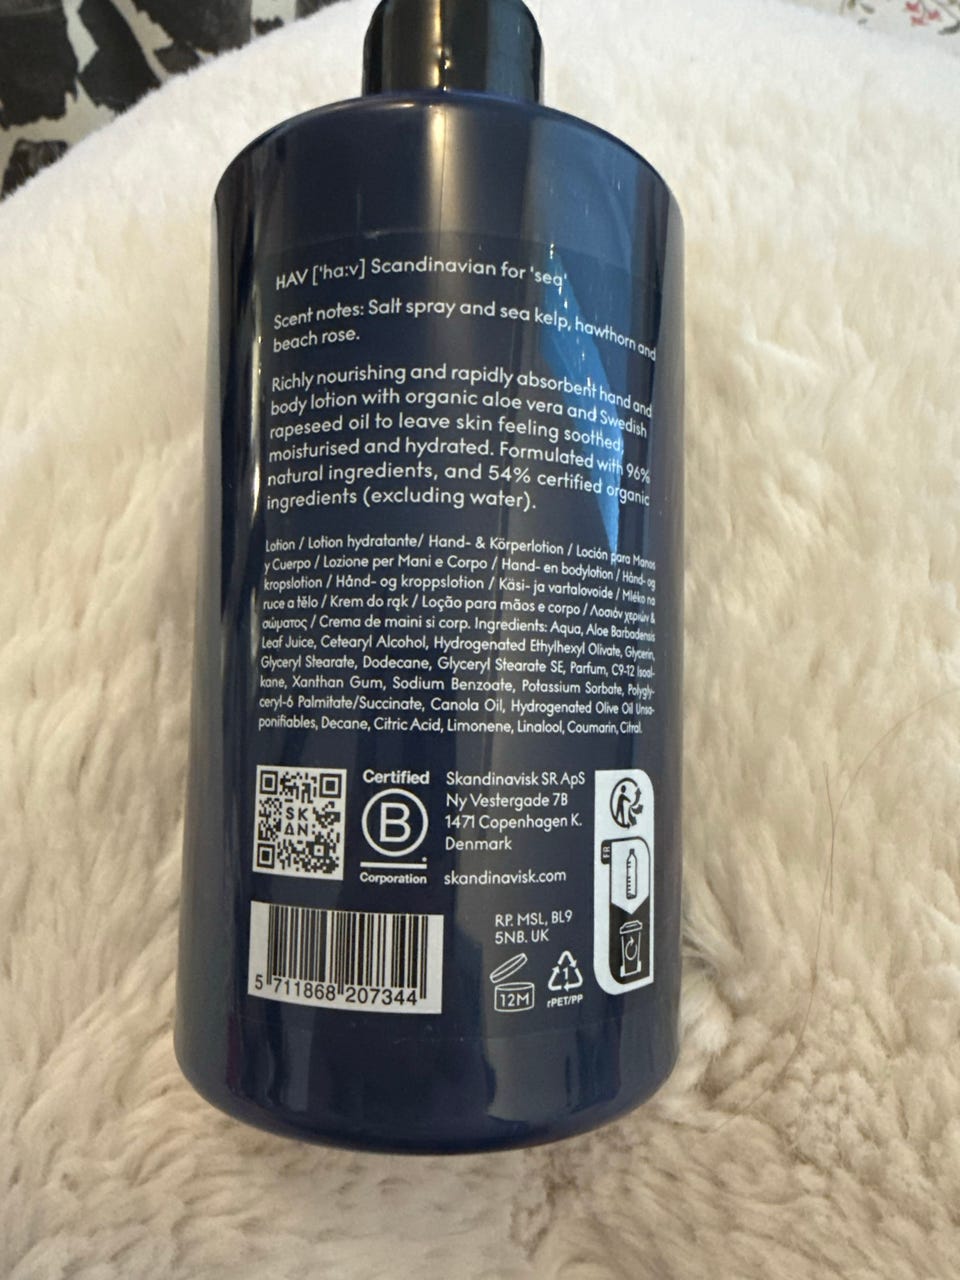 HAV ['ha:v] Scandinavian for 'sea'
Scent notes: Salt spray and sea kelp, hawthorn and
beach rose.
Richly nourishing and rapidly absorbent hand and
body lotion with organic aloe vera and Swedish
rapeseed oil to leave skin feeling soothed,
moisturised and hydrated. Formulated with 96%
natural ingredients, and 54% certified organic
ingredients (excluding water).
Lotion / Lotion hydratante/ Hand- & Körperlotion / Loción para Manos
y Cuerpo / Lozione per Mani e Corpo / Hand- en bodylotion / Hånd- og
kropslotion / Hånd- og kroppslotion / Käsi- ja vartalovoide / Mléko na
ruce a tělo / Krem do rąk / Loção para mãos e corpo / Λοσιόν χεριών &
σώματος / Crema de maini si corp. Ingredients: Aqua, Aloe Barbadensis
Leaf Juice, Cetearyl Alcohol, Hydrogenated Ethylhexyl Olivate, Glycerin,
Glyceryl Stearate, Dodecane, Glyceryl Stearate SE, Parfum, C9-12 Isoal-
kane, Xanthan Gum, Sodium Benzoate, Potassium Sorbate, Polygly-
ceryl-6 Palmitate/Succinate, Canola Oil, Hydrogenated Olive Oil Unsa-
ponifiables, Decane, Citric Acid, Limonene, Linalool, Coumarin, Citral.
SK
AN:
Certified
B
Corporation
Skandinavisk SR ApS
Ny Vestergade 7B
1471 Copenhagen K.
Denmark
skandinavisk.com
FR
RP. MSL, BL9
5NB. UK
12M
1
rPET/PP
5 711868 207344